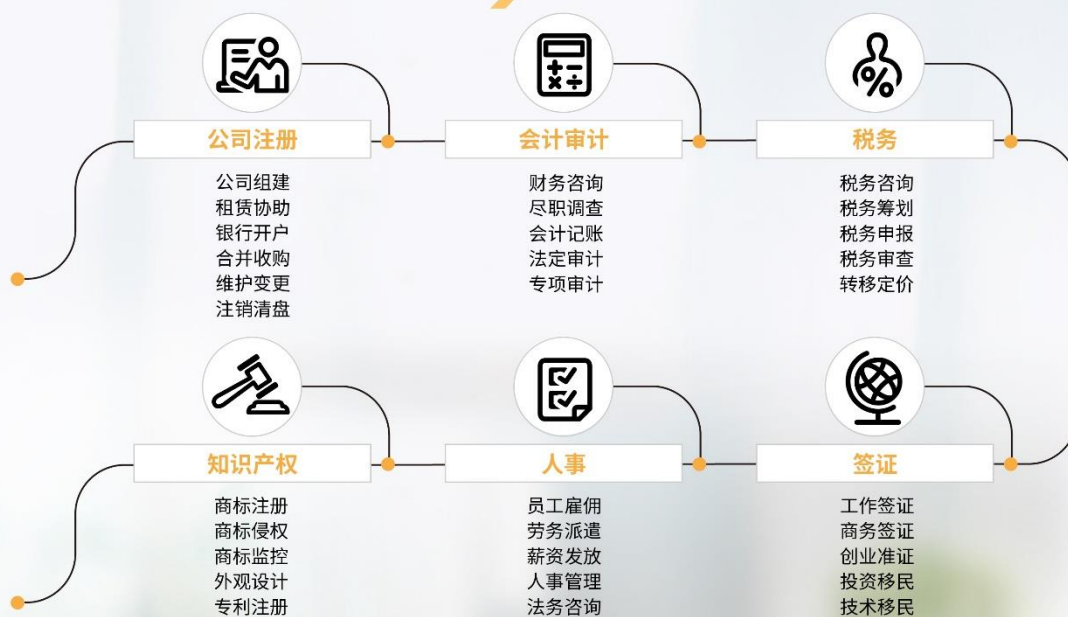 公司注册
公司组建
租赁协助
银行开户
合并收购
维护变更
注销清盘
会计审计
财务咨询
尽职调查
会计记账
法定审计
专项审计
税务
税务咨询
税务筹划
税务申报
税务审查
转移定价
知识产权
商标注册
商标侵权
商标监控
外观设计
专利注册
人事
员工雇佣
劳务派遣
薪资发放
人事管理
法务咨询
签证
工作签证
商务签证
创业准证
投资移民
技术移民